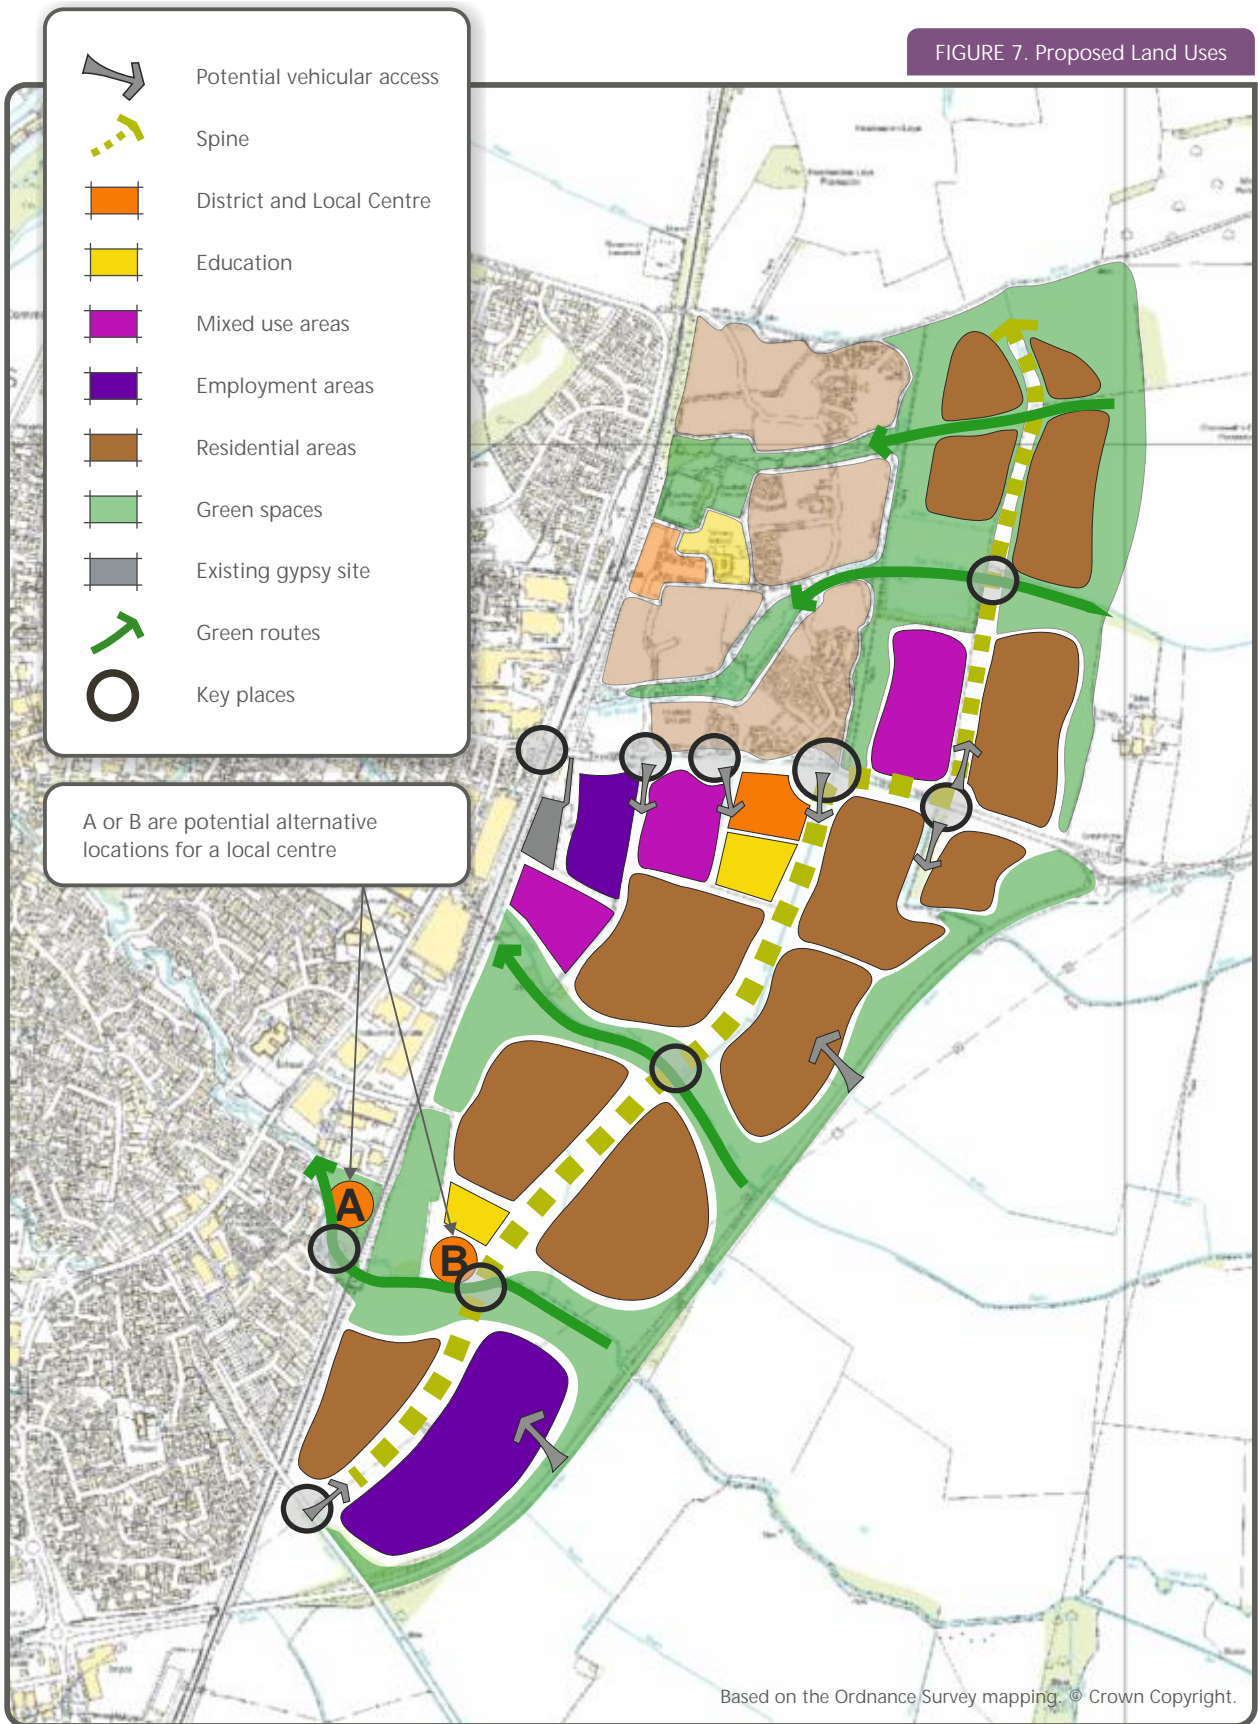 FIGURE 7. Proposed Land Uses
Potential vehicular access
Spine
District and Local Centre
Education
Mixed use areas
Employment areas
Residential areas
Green spaces
Existing gypsy site
Green routes
Key places
A or B are potential alternative
locations for a local centre
A
B
Based on the Ordnance Survey mapping. © Crown Copyright.